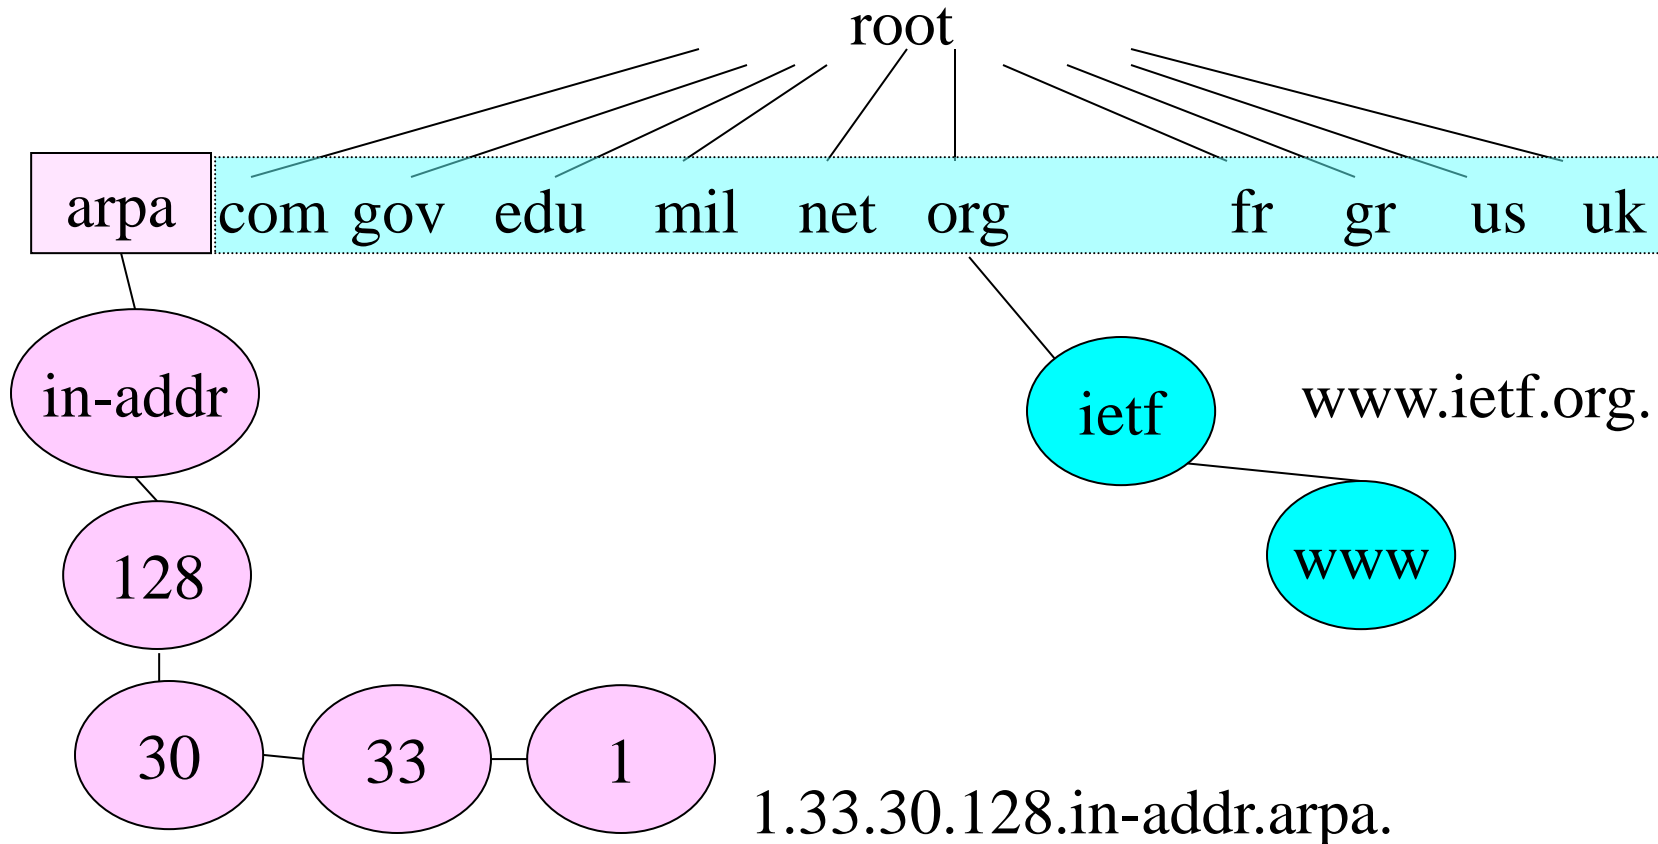 root
arpa com gov edu mil net org fr gr us uk
in-addr
ietf
www.ietf.org.
128
www
30 33 1
1.33.30.128.in-addr.arpa.